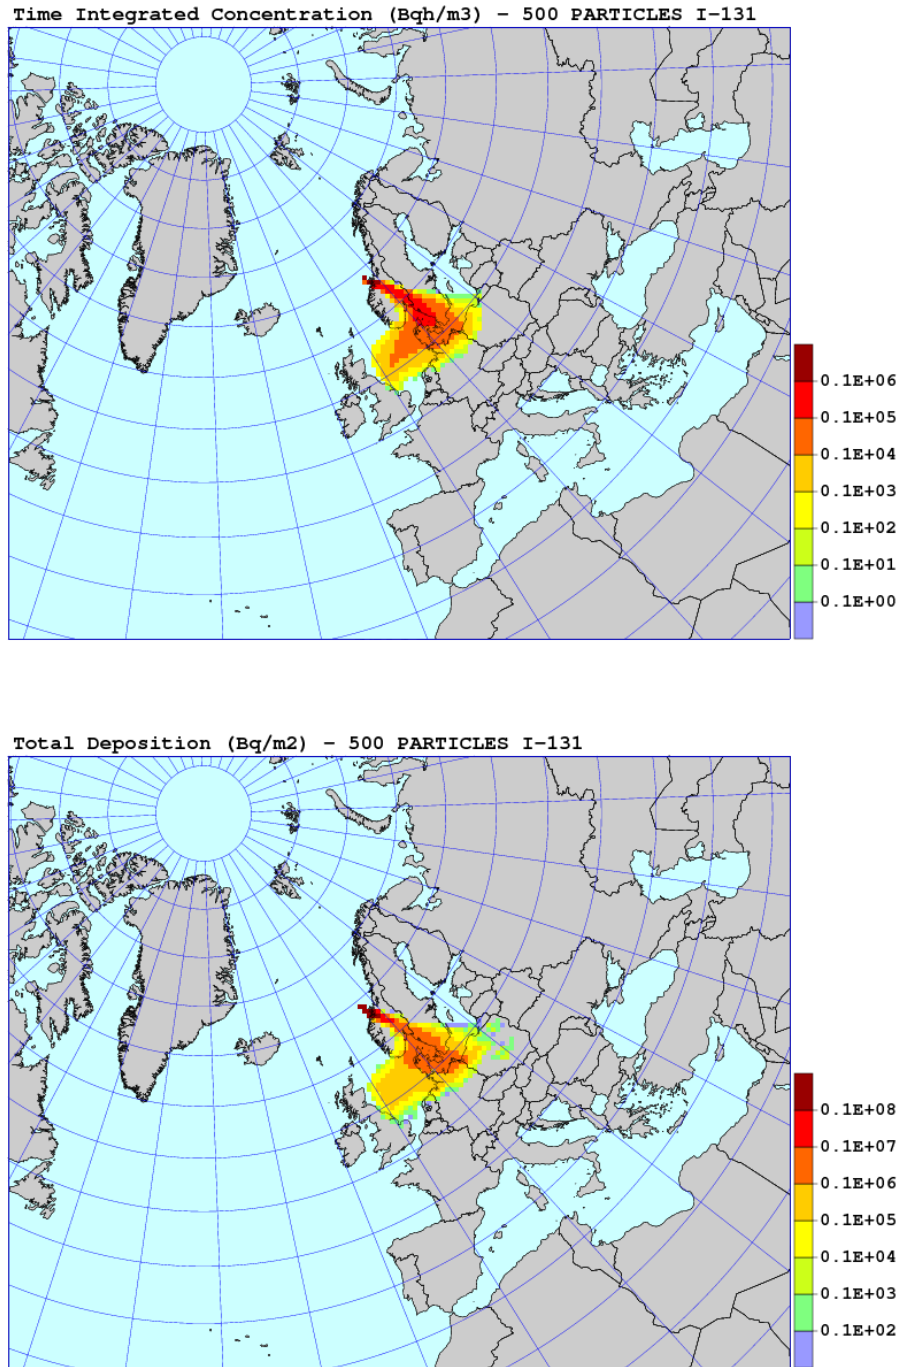 Time Integrated Concentration (Bqh/m3) – 500 PARTICLES I–131
0.1E+06
0.1E+05
0.1E+04
0.1E+03
0.1E+02
0.1E+01
0.1E+00
Total Deposition (Bq/m2) – 500 PARTICLES I–131
0.1E+08
0.1E+07
0.1E+06
0.1E+05
0.1E+04
0.1E+03
0.1E+02